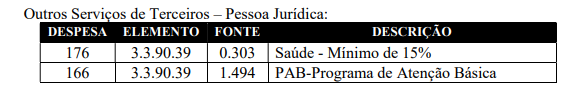 Outros Serviços de Terceiros – Pessoa Jurídica:
DESPESA ELEMENTO FONTE DESCRIÇÃO
176 3.3.90.39 0.303 Saúde - Mínimo de 15%
166 3.3.90.39 1.494 PAB-Programa de Atenção Básica